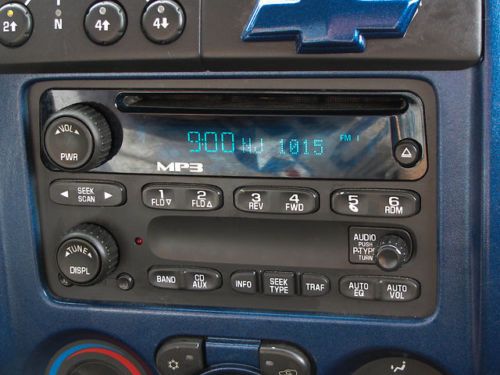 2↑
4↑
4↓
N
VOL
PWR
900 NJ 1015
FM 1
MP3
SEEK
SCAN
1 2
FLD▽ FLD△
3 4
REV FWD
5 6
RDM
TUNE
DISPL
AUDIO
PUSH
P-TYPE
TURN
BAND
CD
AUX
INFO
SEEK
TYPE
TRAF
AUTO
EQ
AUTO
VOL